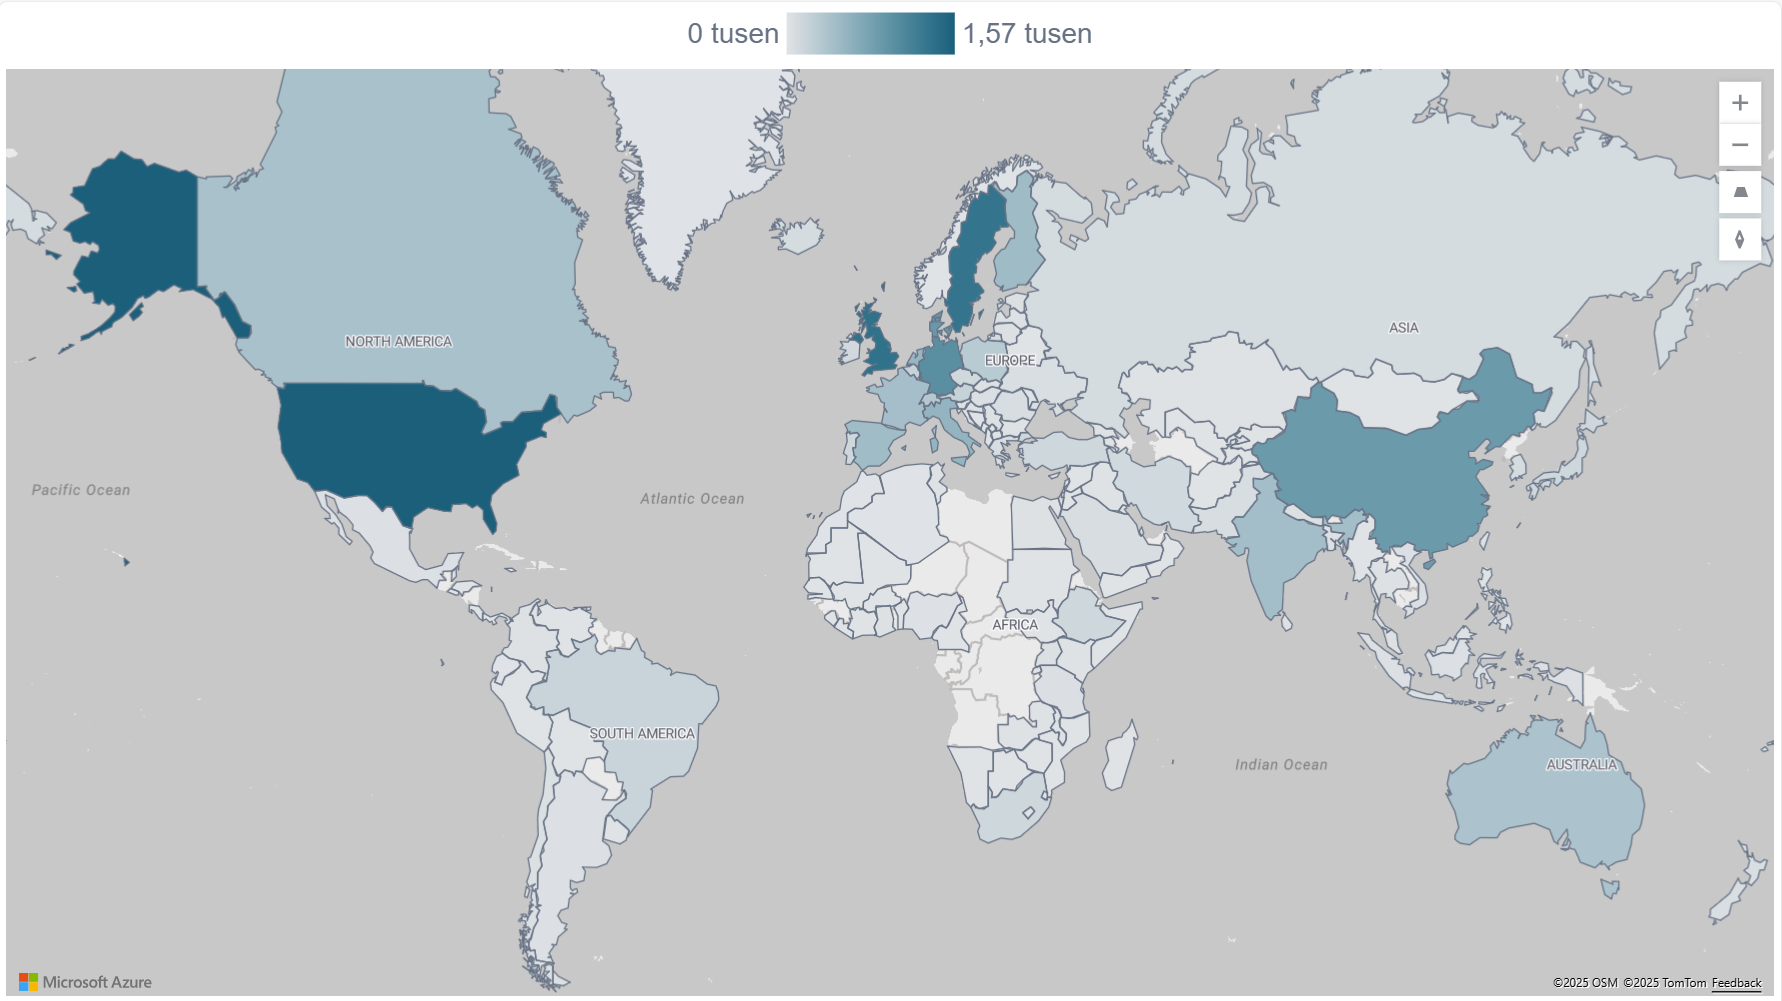 0 tusen 1,57 tusen
NORTH AMERICA
ASIA
EUROPE
Pacific Ocean
Atlantic Ocean
AFRICA
SOUTH AMERICA
Indian Ocean
AUSTRALIA
Microsoft Azure
©2025 OSM ©2025 TomTom Feedback